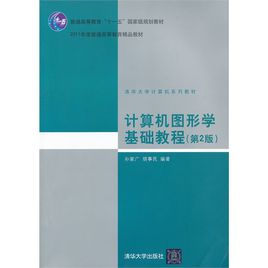 普通高等教育“十一五”国家级规划教材
2011年度普通高等教育精品教材
清华大学计算机系列教材
计算机图形学
基础教程(第2版)
孙家广 胡事民 编著
清华大学出版社